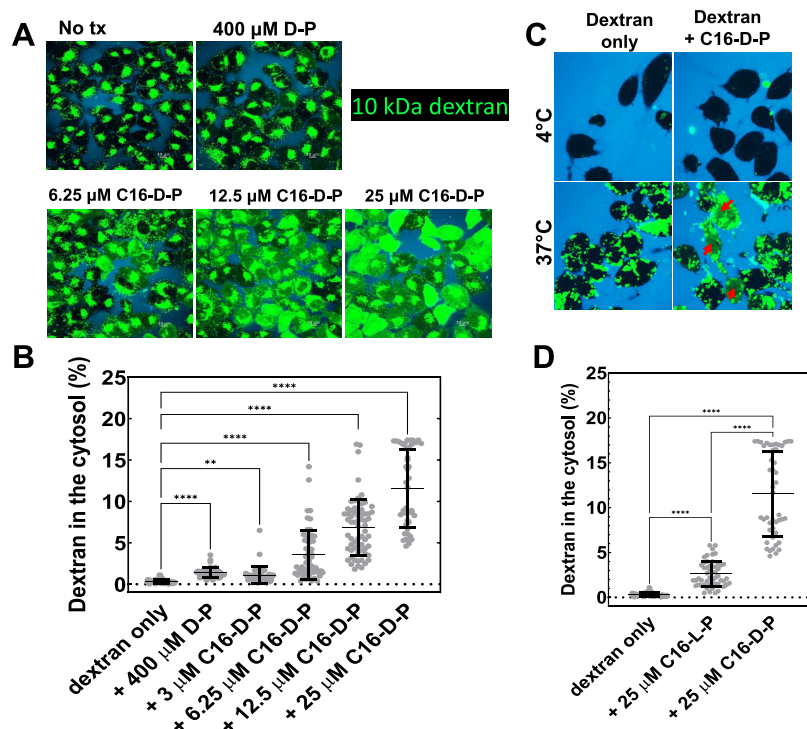 A
No tx
400 µM D-P
10 kDa dextran
6.25 µM C16-D-P
12.5 µM C16-D-P
25 µM C16-D-P
B
Dextran in the cytosol (%)
25
20
15
10
5
0
****
****
****
**
****
dextran only
+ 400 µM D-P
+ 3 µM C16-D-P
+ 6.25 µM C16-D-P
+ 12.5 µM C16-D-P
+ 25 µM C16-D-P
C
Dextran
only
Dextran
+ C16-D-P
4°C
37°C
D
Dextran in the cytosol (%)
25
20
15
10
5
0
****
****
****
dextran only
+ 25 µM C16-L-P
+ 25 µM C16-D-P